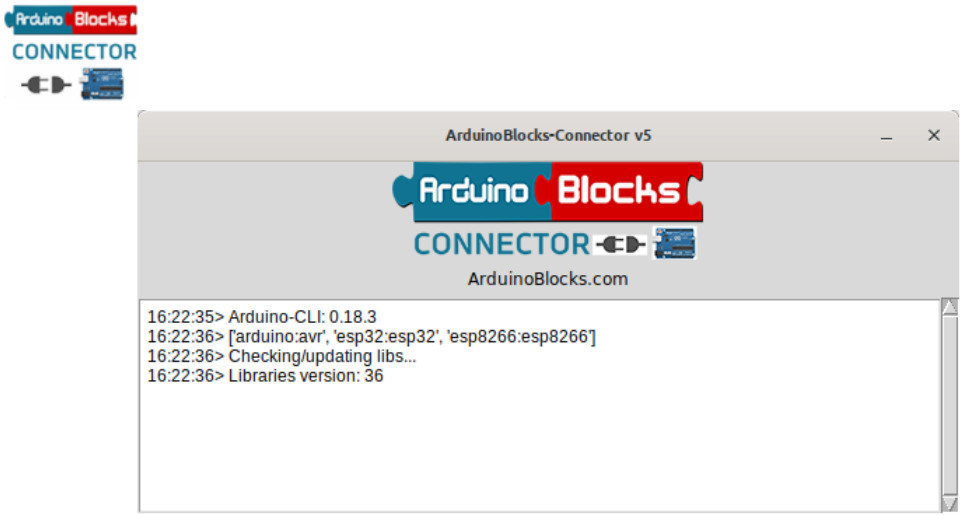 Arduino Blocks
CONNECTOR
ArduinoBlocks-Connector v5
Arduino Blocks
CONNECTOR
ArduinoBlocks.com
16:22:35> Arduino-CLI: 0.18.3
16:22:36> ['arduino:avr', 'esp32:esp32', 'esp8266:esp8266']
16:22:36> Checking/updating libs...
16:22:36> Libraries version: 36